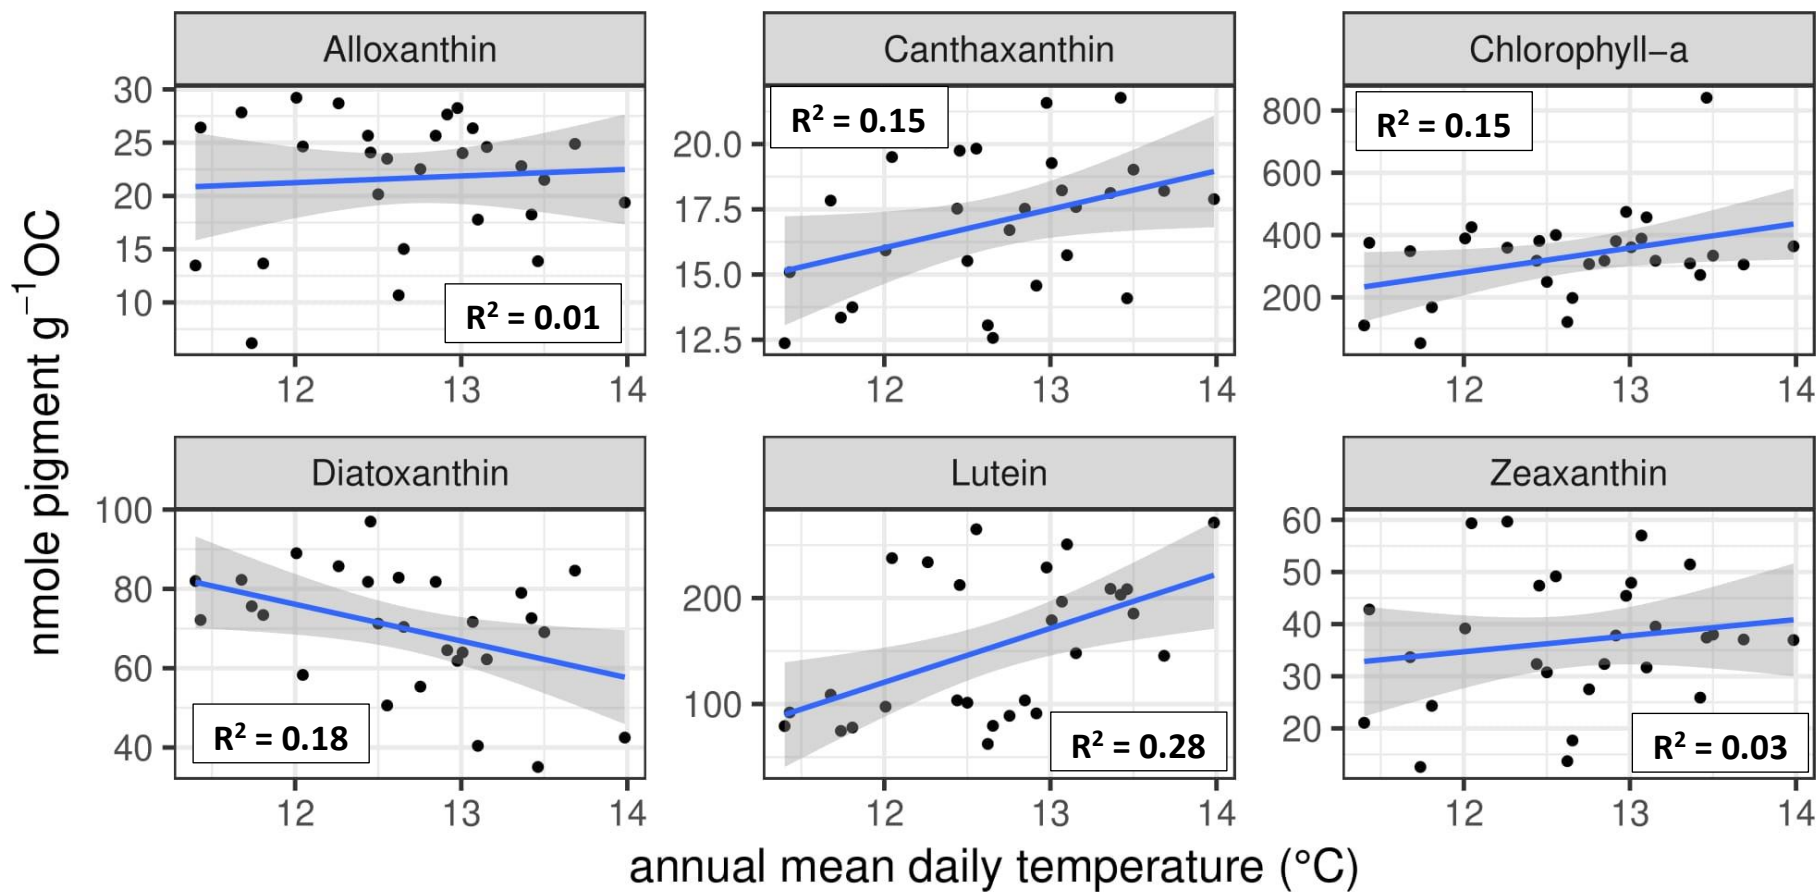 Alloxanthin
Canthaxanthin
Chlorophyll−a
30
25
20
15
10
R² = 0.01
12 13 14
20.0
17.5
15.0
12.5
R² = 0.15
12 13 14
800
600
400
200
R² = 0.15
12 13 14
nmole pigment g⁻¹OC
Diatoxanthin
Lutein
Zeaxanthin
100
80
60
40
R² = 0.18
12 13 14
200
100
R² = 0.28
12 13 14
60
50
40
30
20
R² = 0.03
12 13 14
annual mean daily temperature (°C)